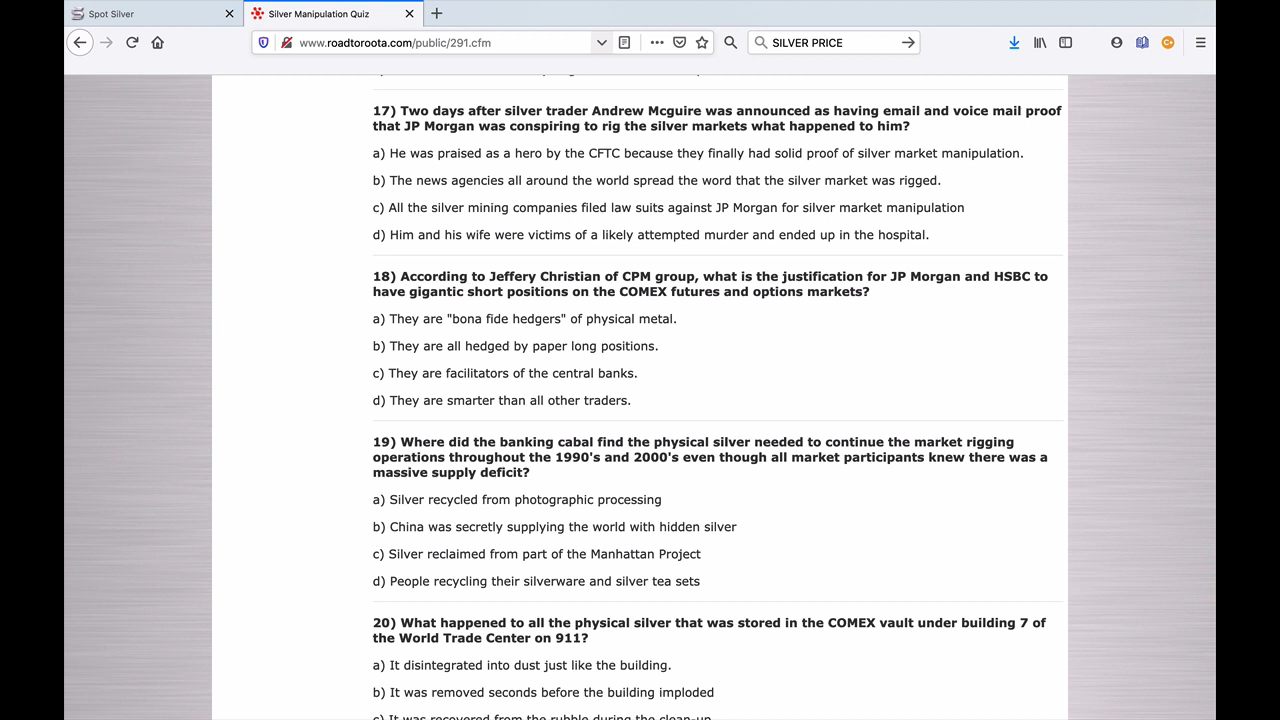 Spot Silver
Silver Manipulation Quiz
www.roadtoroota.com/public/291.cfm
SILVER PRICE
17) Two days after silver trader Andrew Mcguire was announced as having email and voice mail proof
that JP Morgan was conspiring to rig the silver markets what happened to him?
a) He was praised as a hero by the CFTC because they finally had solid proof of silver market manipulation.
b) The news agencies all around the world spread the word that the silver market was rigged.
c) All the silver mining companies filed law suits against JP Morgan for silver market manipulation
d) Him and his wife were victims of a likely attempted murder and ended up in the hospital.
18) According to Jeffery Christian of CPM group, what is the justification for JP Morgan and HSBC to
have gigantic short positions on the COMEX futures and options markets?
a) They are "bona fide hedgers" of physical metal.
b) They are all hedged by paper long positions.
c) They are facilitators of the central banks.
d) They are smarter than all other traders.
19) Where did the banking cabal find the physical silver needed to continue the market rigging
operations throughout the 1990's and 2000's even though all market participants knew there was a
massive supply deficit?
a) Silver recycled from photographic processing
b) China was secretly supplying the world with hidden silver
c) Silver reclaimed from part of the Manhattan Project
d) People recycling their silverware and silver tea sets
20) What happened to all the physical silver that was stored in the COMEX vault under building 7 of
the World Trade Center on 911?
a) It disintegrated into dust just like the building.
b) It was removed seconds before the building imploded
c) It was recovered from the rubble during the clean-up